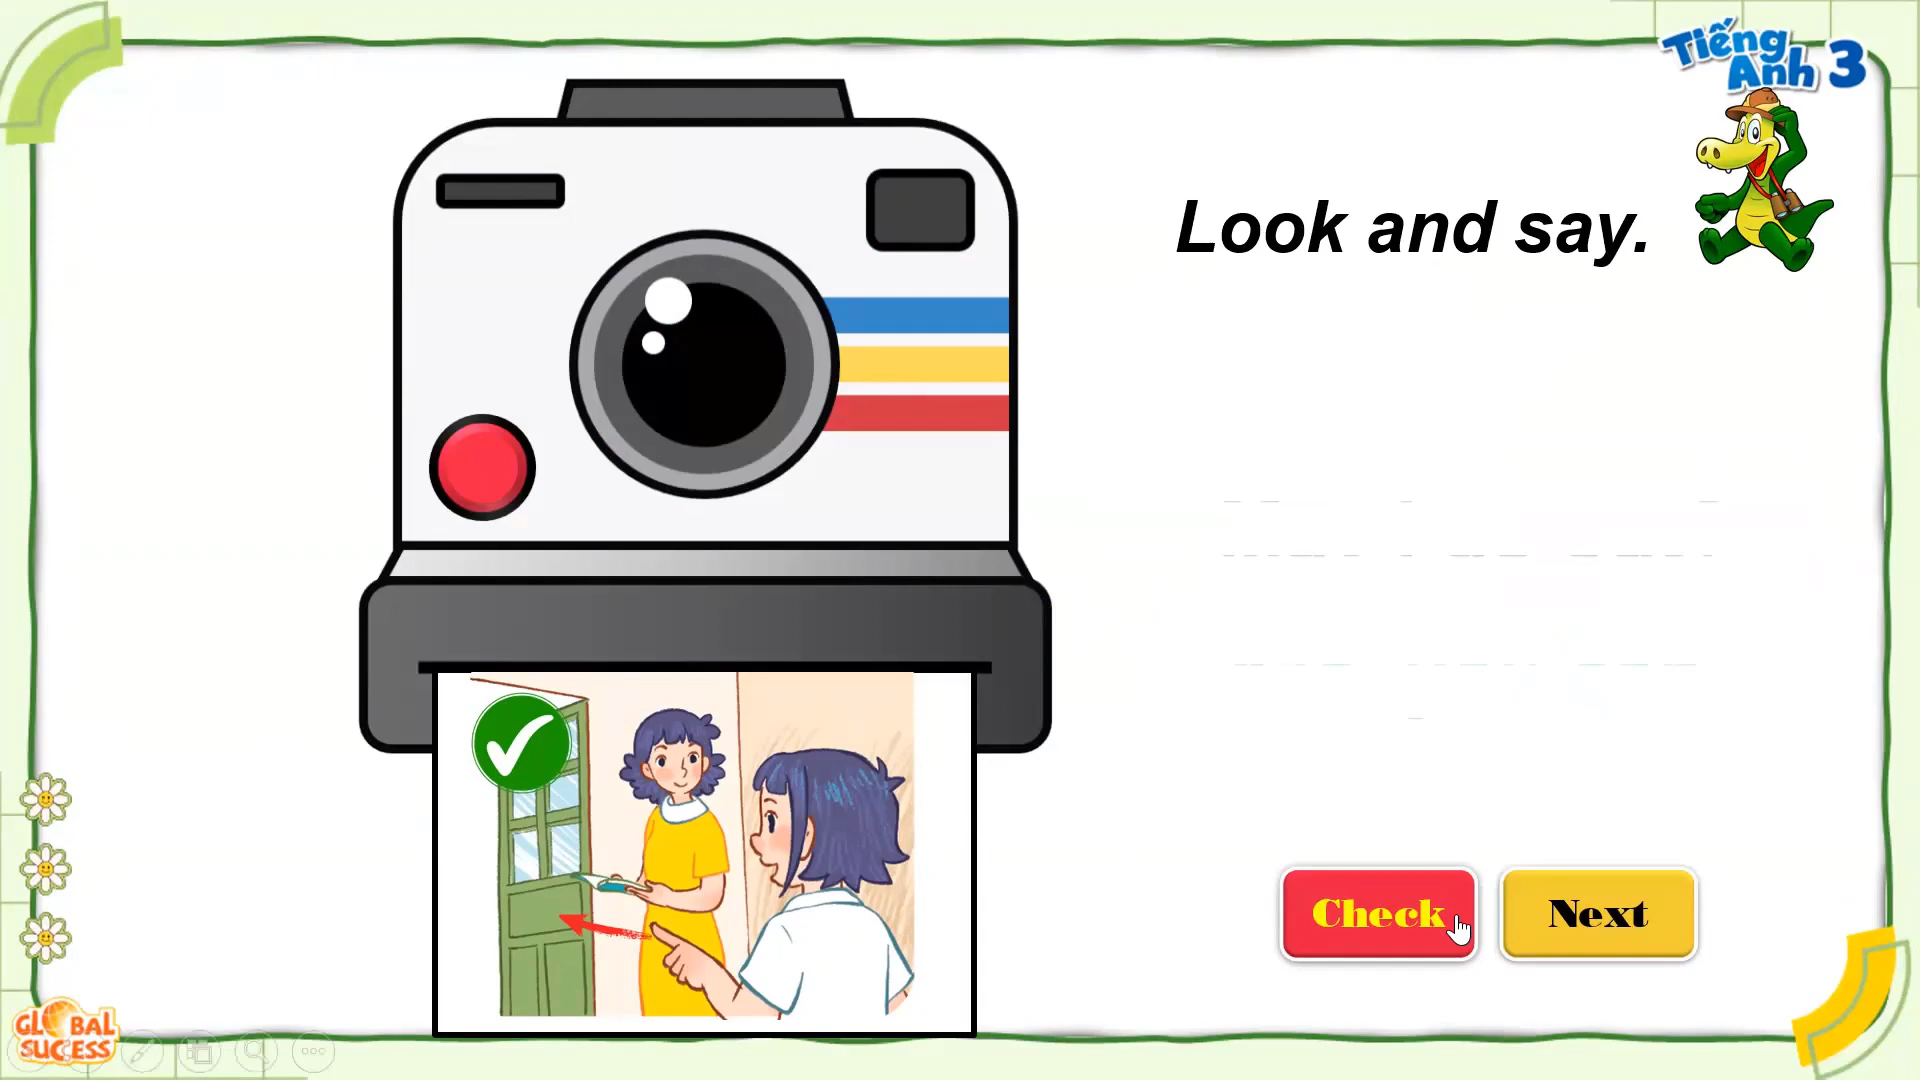 Tiếng
Anh 3
Look and say.
Check
Next
GLOBAL
SUCCESS